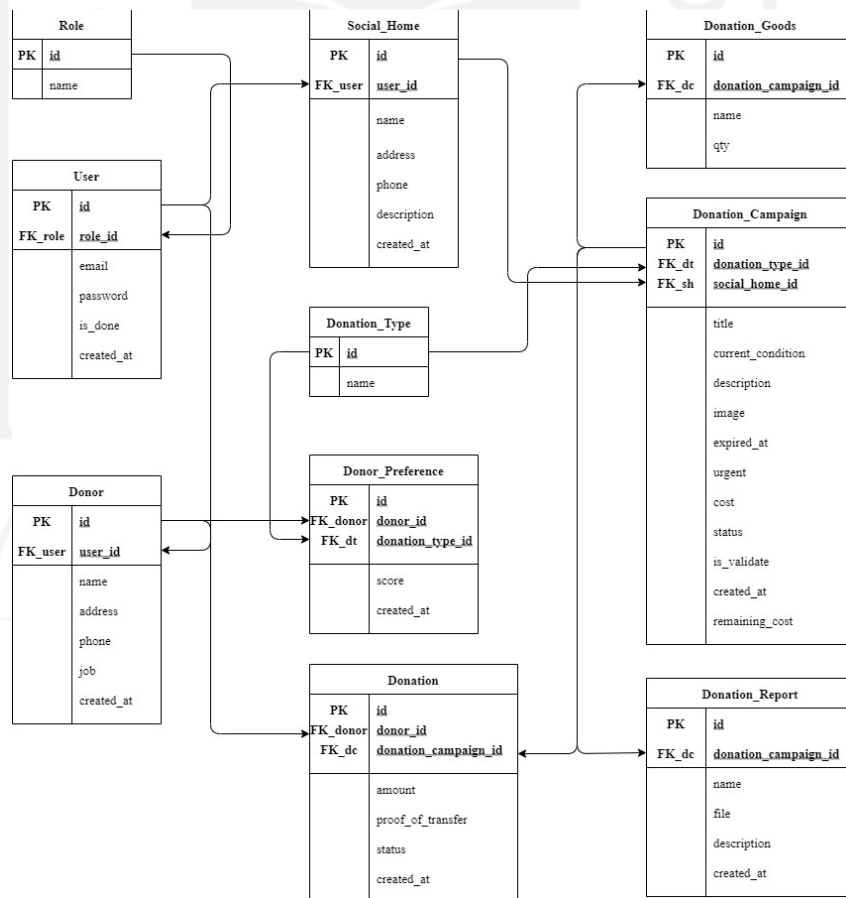 Role
PK id
name
User
PK id
FK_role role_id
email
password
is_done
created_at
Donor
PK id
FK_user user_id
name
address
phone
job
created_at
Social_Home
PK id
FK_user user_id
name
address
phone
description
created_at
Donation_Type
PK id
name
Donor_Preference
PK id
FK_donor donor_id
FK_dt donation_type_id
score
created_at
Donation
PK id
FK_donor donor_id
FK_dc donation_campaign_id
amount
proof_of_transfer
status
created_at
Donation_Goods
PK id
FK_dc donation_campaign_id
name
qty
Donation_Campaign
PK id
FK_dt donation_type_id
FK_sh social_home_id
title
current_condition
description
image
expired_at
urgent
cost
status
is_validate
created_at
remaining_cost
Donation_Report
PK id
FK_dc donation_campaign_id
name
file
description
created_at